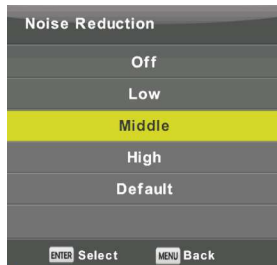 Noise Reduction
Off
Low
Middle
High
Default
ENTER Select MENU Back